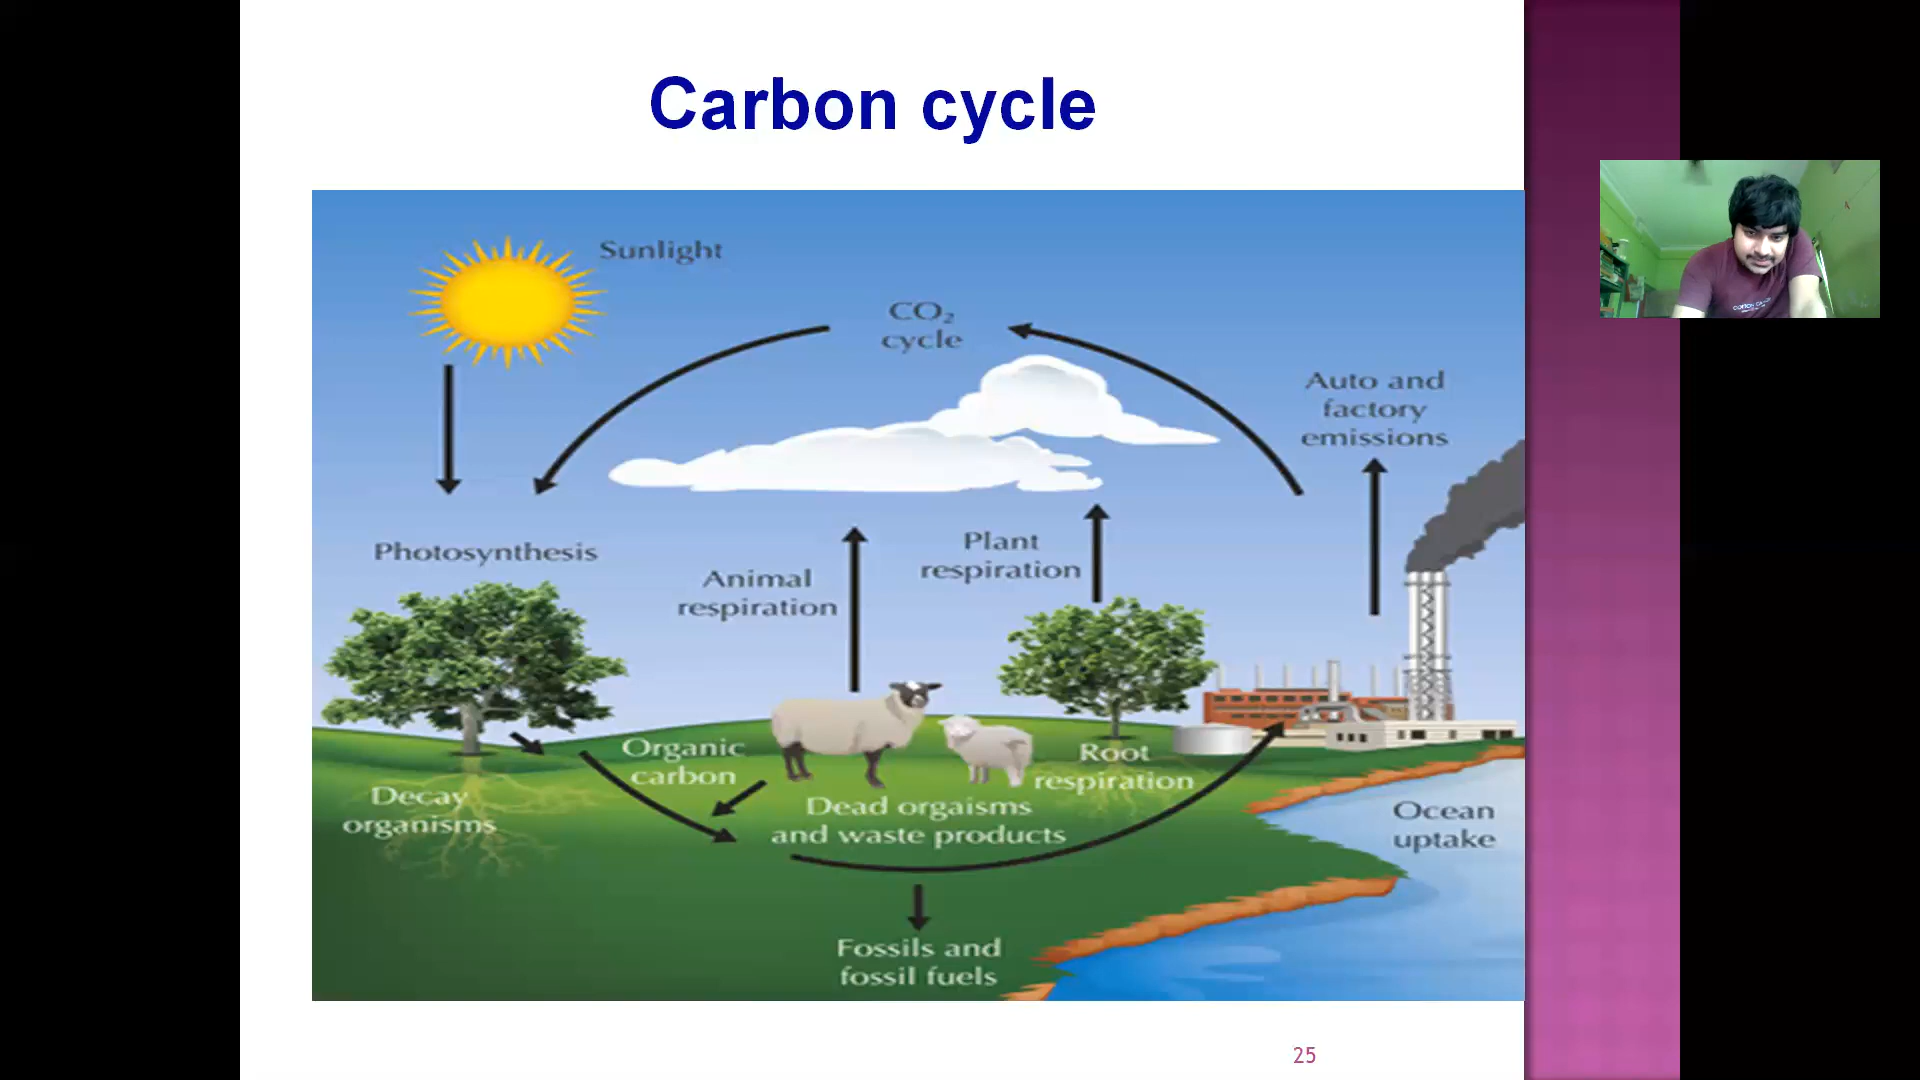 Carbon cycle
Sunlight
CO₂
cycle
Auto and
factory
emissions
Photosynthesis
Animal
respiration
Plant
respiration
Organic
carbon
Root
respiration
Decay
organisms
Dead orgaisms
and waste products
Ocean
uptake
Fossils and
fossil fuels
25